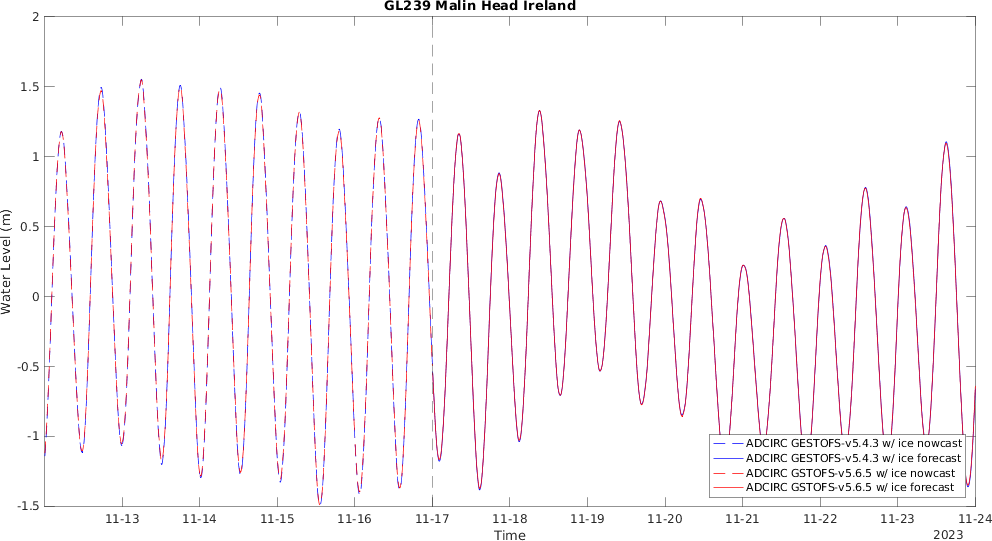 GL239 Malin Head Ireland
2
1.5
1
0.5
0
-0.5
-1
-1.5
Water Level (m)
ADCIRC GESTOFS-v5.4.3 w/ ice nowcast
ADCIRC GESTOFS-v5.4.3 w/ ice forecast
ADCIRC GSTOFS-v5.6.5 w/ ice nowcast
ADCIRC GSTOFS-v5.6.5 w/ ice forecast
11-13 11-14 11-15 11-16 11-17 11-18 11-19 11-20 11-21 11-22 11-23 11-24
Time
2023